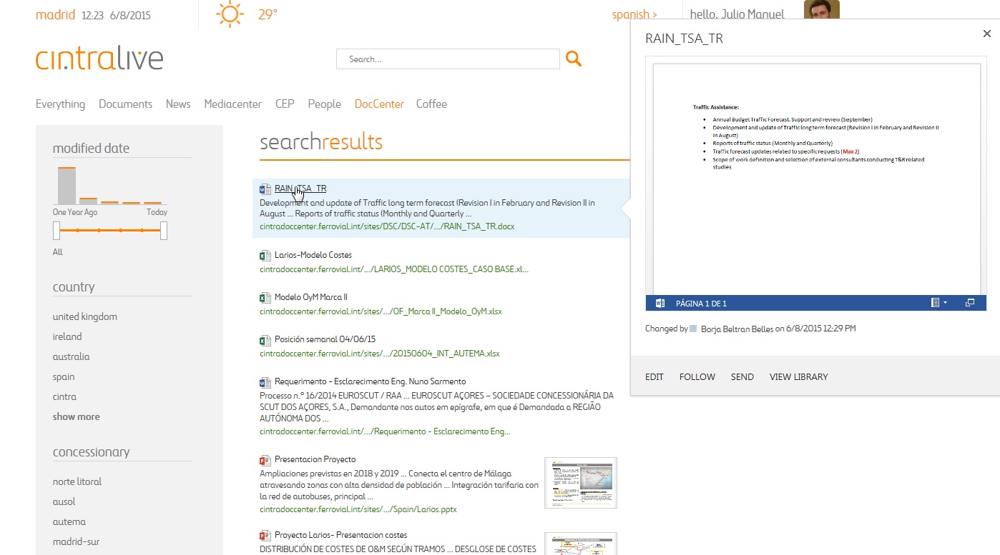 madrid 12:23 6/8/2015
29°
spanish >
hello, Julio Manuel
cintralive
Search...
Everything Documents News Mediacenter CEP People DocCenter Coffee
modified date
One Year Ago Today
All
country
united kingdom
ireland
australia
spain
cintra
show more
concessionary
norte litoral
ausol
autema
madrid-sur
searchresults
RAIN_TSA_TR
Development and update of Traffic long term forecast (Revision I in February and Revision II in
August ... Reports of traffic status (Monthly and Quarterly ...
cintradoccenter.ferrovial.int/sites/DSC/DSC-AT/.../RAIN_TSA_TR.docx
Larios-Modelo Costes
cintradoccenter.ferrovial.int/.../LARIOS_MODELO COSTES_CASO BASE.xl...
Modelo OyM Marca II
cintradoccenter.ferrovial.int/sites/.../OF_Marca II_Modelo_OyM.xlsx
Posición semanal 04/06/15
cintradoccenter.ferrovial.int/sites/.../20150604_INT_AUTEMA.xlsx
Requerimento - Esclarecimento Eng. Nuno Sarmento
Processo n.º 16/2014 EUROSCUT / RAA ... EUROSCUT AÇORES – SOCIEDADE CONCESSIONÁRIA DA
SCUT DOS AÇORES, S.A., Demandante nos autos em epígrafe, em que é Demandada a REGIÃO
AUTÓNOMA DOS ...
cintradoccenter.ferrovial.int/.../Requerimento - Esclarecimento Eng...
Presentacion Proyecto
Ampliaciones previstas en 2018 y 2019 ... Conecta el centro de Málaga
atravesando zonas con alta densidad de población ... Integración tarifaria con
la red de autobuses, principal ...
cintradoccenter.ferrovial.int/sites/.../Spain/Larios.pptx
Proyecto Larios- Presentacion costes
DISTRIBUCIÓN DE COSTES DE O&M SEGÚN TRAMOS ... DESGLOSE DE COSTES
RAIN_TSA_TR
Traffic Assistance:
• Annual Budget Traffic Forecast. Support and review (September)
• Development and update of Traffic long term forecast (Revision I in February and Revision II
in August)
• Reports of traffic status (Monthly and Quarterly)
• Traffic forecast updates related to specific requests (Max 2)
• Scope of work definition and selection of external consultants conducting T&R related
studies
PÁGINA 1 DE 1
Changed by Borja Beltran Belles on 6/8/2015 12:29 PM
EDIT FOLLOW SEND VIEW LIBRARY